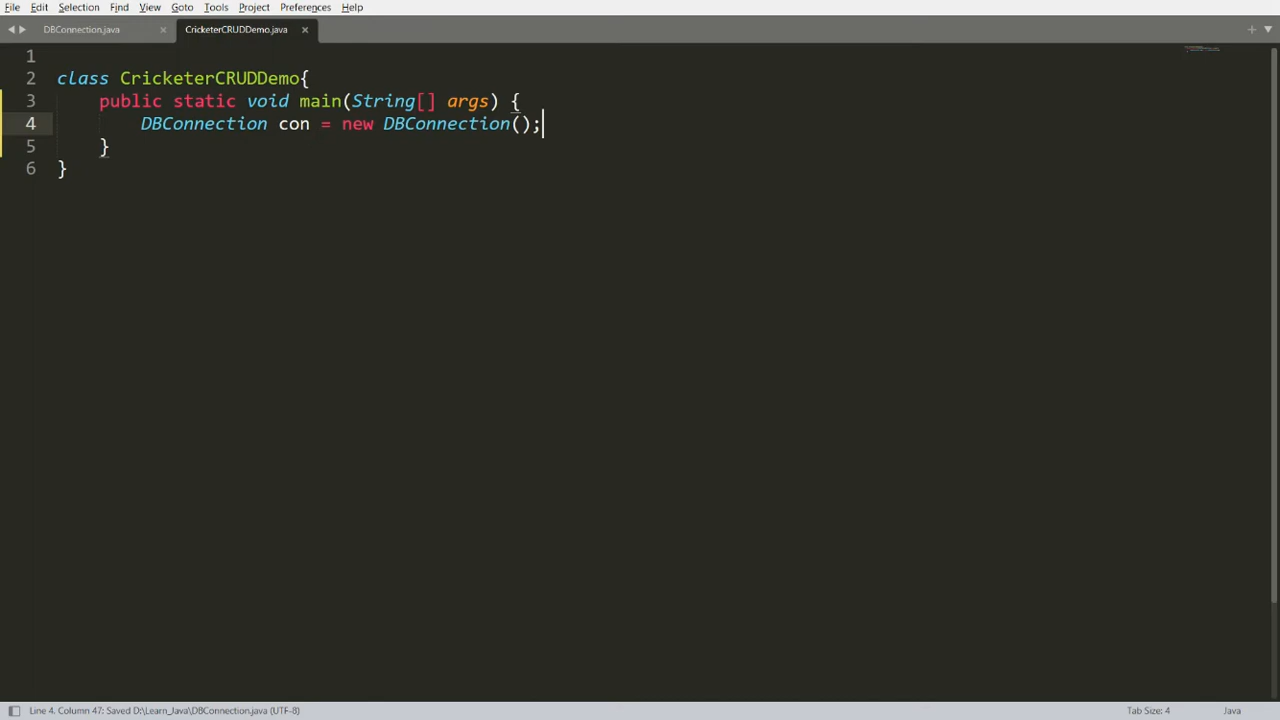 File Edit Selection Find View Goto Tools Project Preferences Help
DBConnection.java × CricketerCRUDDemo.java × +
1
2 class CricketerCRUDDemo{
3 public static void main(String[] args) {
4 DBConnection con = new DBConnection();
5 }
6 }
Line 4, Column 47; Saved D:\Learn_Java\DBConnection.java (UTF-8) Tab Size: 4 Java